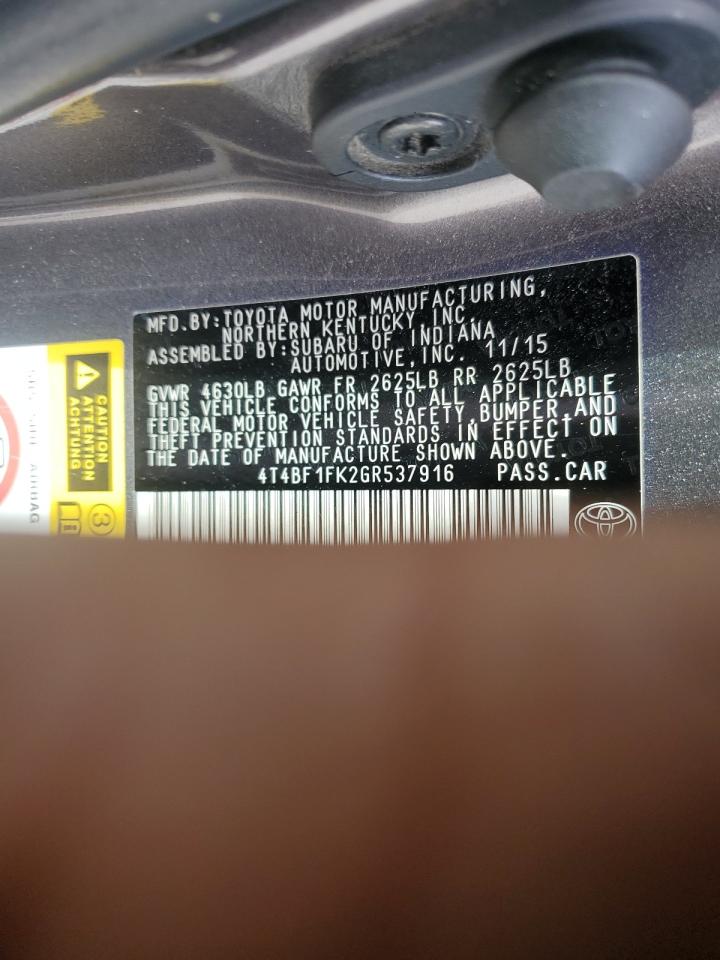 MFD.BY:TOYOTA MOTOR MANUFACTURING,
NORTHERN KENTUCKY INC.
ASSEMBLED BY:SUBARU OF INDIANA
AUTOMOTIVE,INC. 11/15
GVWR 4630LB GAWR FR 2625LB RR 2625LB
THIS VEHICLE CONFORMS TO ALL APPLICABLE
FEDERAL MOTOR VEHICLE SAFETY,BUMPER,AND
THEFT PREVENTION STANDARDS IN EFFECT ON
THE DATE OF MANUFACTURE SHOWN ABOVE.
4T4BF1FK2GR537916 PASS.CAR
CAUTION
ATTENTION
ACHTUNG
AIRBAG
3